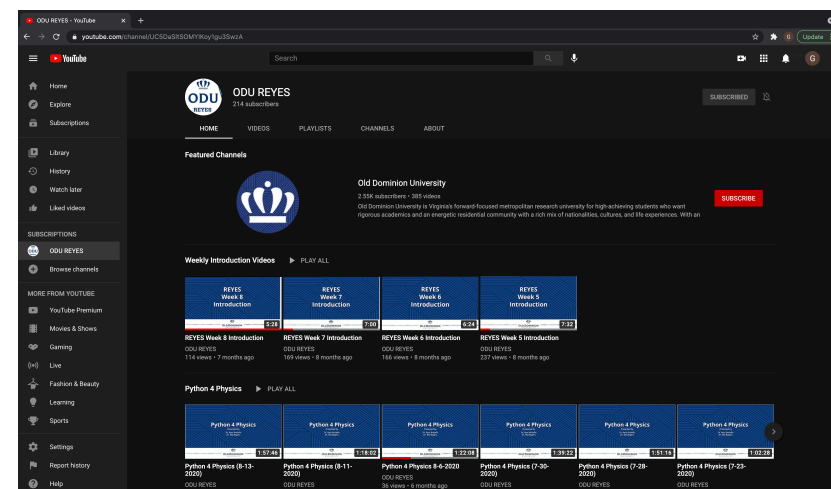 ODU REYES - YouTube
youtube.com/channel/UC5DaSltSOMYlKoy1gu3SwzA
G
Update
YouTube
Search
G
Home
Explore
Subscriptions
Library
History
Watch later
Liked videos
SUBSCRIPTIONS
ODU REYES
Browse channels
MORE FROM YOUTUBE
YouTube Premium
Movies & Shows
Gaming
Live
Fashion & Beauty
Learning
Sports
Settings
Report history
Help
ODU
REYES
ODU REYES
214 subscribers
SUBSCRIBED
HOME VIDEOS PLAYLISTS CHANNELS ABOUT
Featured Channels
Old Dominion University
2.55K subscribers • 385 videos
Old Dominion University is Virginia's forward-focused metropolitan research university for high-achieving students who want
rigorous academics and an energetic residential community with a rich mix of nationalities, cultures, and life experiences. With an
SUBSCRIBE
Weekly Introduction Videos PLAY ALL
REYES
Week 8
Introduction
5:28
REYES Week 8 Introduction
ODU REYES
114 views • 7 months ago
REYES
Week 7
Introduction
7:00
REYES Week 7 Introduction
ODU REYES
169 views • 8 months ago
REYES
Week 6
Introduction
6:24
REYES Week 6 Introduction
ODU REYES
166 views • 8 months ago
REYES
Week 5
Introduction
7:32
REYES Week 5 Introduction
ODU REYES
237 views • 8 months ago
Python 4 Physics PLAY ALL
Python 4 Physics
1:57:46
Python 4 Physics (8-13-
2020)
ODU REYES
Python 4 Physics
1:18:02
Python 4 Physics (8-11-
2020)
ODU REYES
Python 4 Physics
1:22:08
Python 4 Physics 8-6-2020
ODU REYES
36 views • 6 months ago
Python 4 Physics
1:39:22
Python 4 Physics (7-30-
2020)
ODU REYES
Python 4 Physics
1:51:16
Python 4 Physics (7-28-
2020)
ODU REYES
Python 4 Physics
1:02:28
Python 4 Physics (7-23-
2020)
ODU REYES